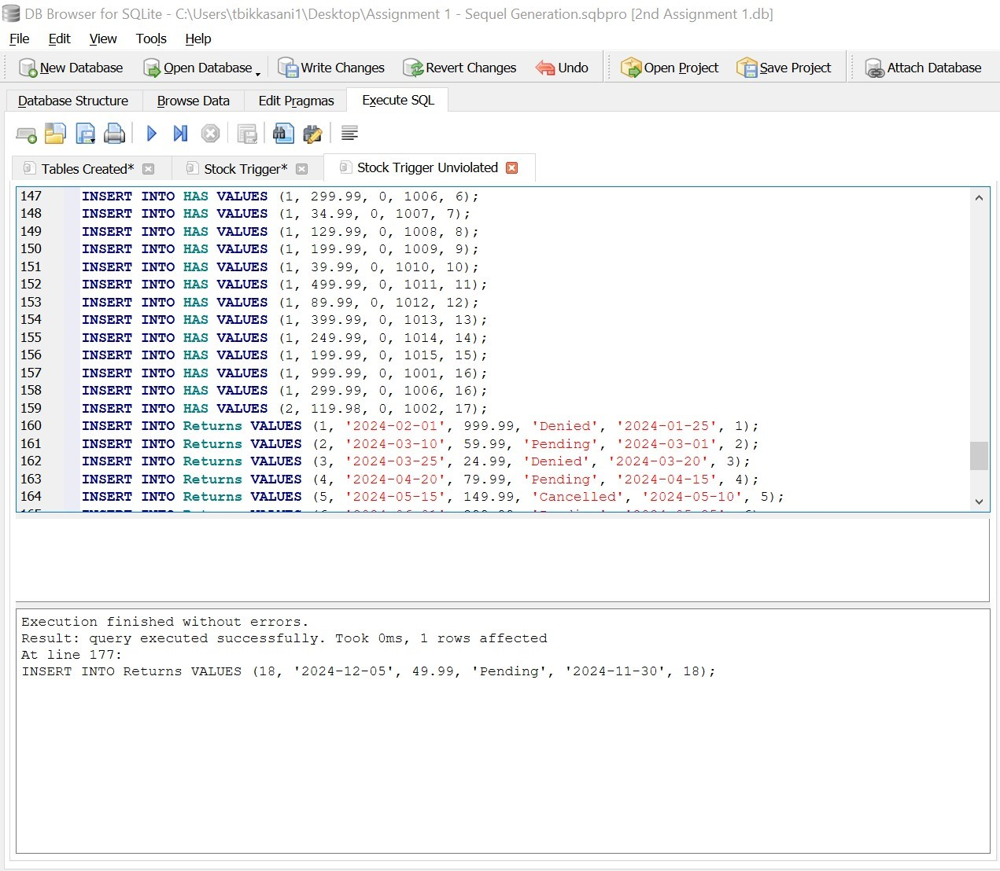 DB Browser for SQLite - C:\Users\tbikkasani1\Desktop\Assignment 1 - Sequel Generation.sqbpro [2nd Assignment 1.db]
File Edit View Tools Help
New Database Open Database Write Changes Revert Changes Undo Open Project Save Project Attach Database
Database Structure Browse Data Edit Pragmas Execute SQL
Tables Created* Stock Trigger* Stock Trigger Unviolated
147 INSERT INTO HAS VALUES (1, 299.99, 0, 1006, 6);
148 INSERT INTO HAS VALUES (1, 34.99, 0, 1007, 7);
149 INSERT INTO HAS VALUES (1, 129.99, 0, 1008, 8);
150 INSERT INTO HAS VALUES (1, 199.99, 0, 1009, 9);
151 INSERT INTO HAS VALUES (1, 39.99, 0, 1010, 10);
152 INSERT INTO HAS VALUES (1, 499.99, 0, 1011, 11);
153 INSERT INTO HAS VALUES (1, 89.99, 0, 1012, 12);
154 INSERT INTO HAS VALUES (1, 399.99, 0, 1013, 13);
155 INSERT INTO HAS VALUES (1, 249.99, 0, 1014, 14);
156 INSERT INTO HAS VALUES (1, 199.99, 0, 1015, 15);
157 INSERT INTO HAS VALUES (1, 999.99, 0, 1001, 16);
158 INSERT INTO HAS VALUES (1, 299.99, 0, 1006, 16);
159 INSERT INTO HAS VALUES (2, 119.98, 0, 1002, 17);
160 INSERT INTO Returns VALUES (1, '2024-02-01', 999.99, 'Denied', '2024-01-25', 1);
161 INSERT INTO Returns VALUES (2, '2024-03-10', 59.99, 'Pending', '2024-03-01', 2);
162 INSERT INTO Returns VALUES (3, '2024-03-25', 24.99, 'Denied', '2024-03-20', 3);
163 INSERT INTO Returns VALUES (4, '2024-04-20', 79.99, 'Pending', '2024-04-15', 4);
164 INSERT INTO Returns VALUES (5, '2024-05-15', 149.99, 'Cancelled', '2024-05-10', 5);
Execution finished without errors.
Result: query executed successfully. Took 0ms, 1 rows affected
At line 177:
INSERT INTO Returns VALUES (18, '2024-12-05', 49.99, 'Pending', '2024-11-30', 18);